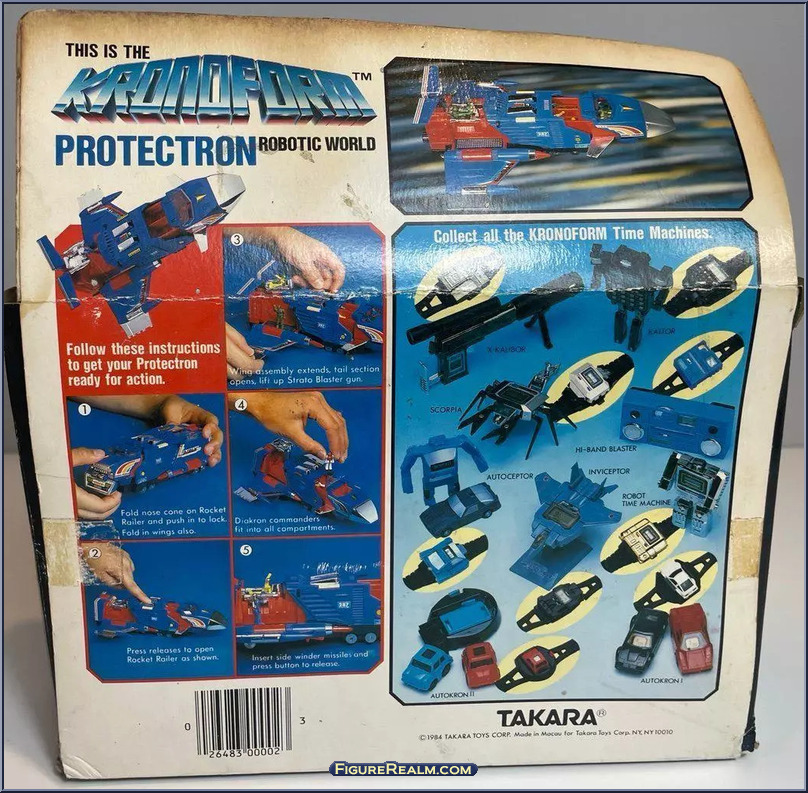 THIS IS THE
KRONOFORM™
PROTECTRON ROBOTIC WORLD
Follow these instructions
to get your Protectron
ready for action.
1
Fold nose cone on Rocket
Railer and push in to lock.
Fold in wings also.
2
Press releases to open
Rocket Railer as shown.
3
Wing assembly extends, tail section
opens, lift up Strato Blaster gun.
4
Diakron commanders
fit into all compartments.
5
Insert side winder missiles and
press button to release.
Collect all the KRONOFORM Time Machines.
X-KALIBOR
KASTOR
SCORPIA
HI-BAND BLASTER
AUTOCEPTOR
INVICEPTOR
ROBOT
TIME MACHINE
AUTOKRON II
AUTOKRON I
0 26483 00002 3
TAKARA®
©1984 TAKARA TOYS CORP. Made in Macau for Takara Toys Corp. NY, NY 10010
FIGUREREALM.COM